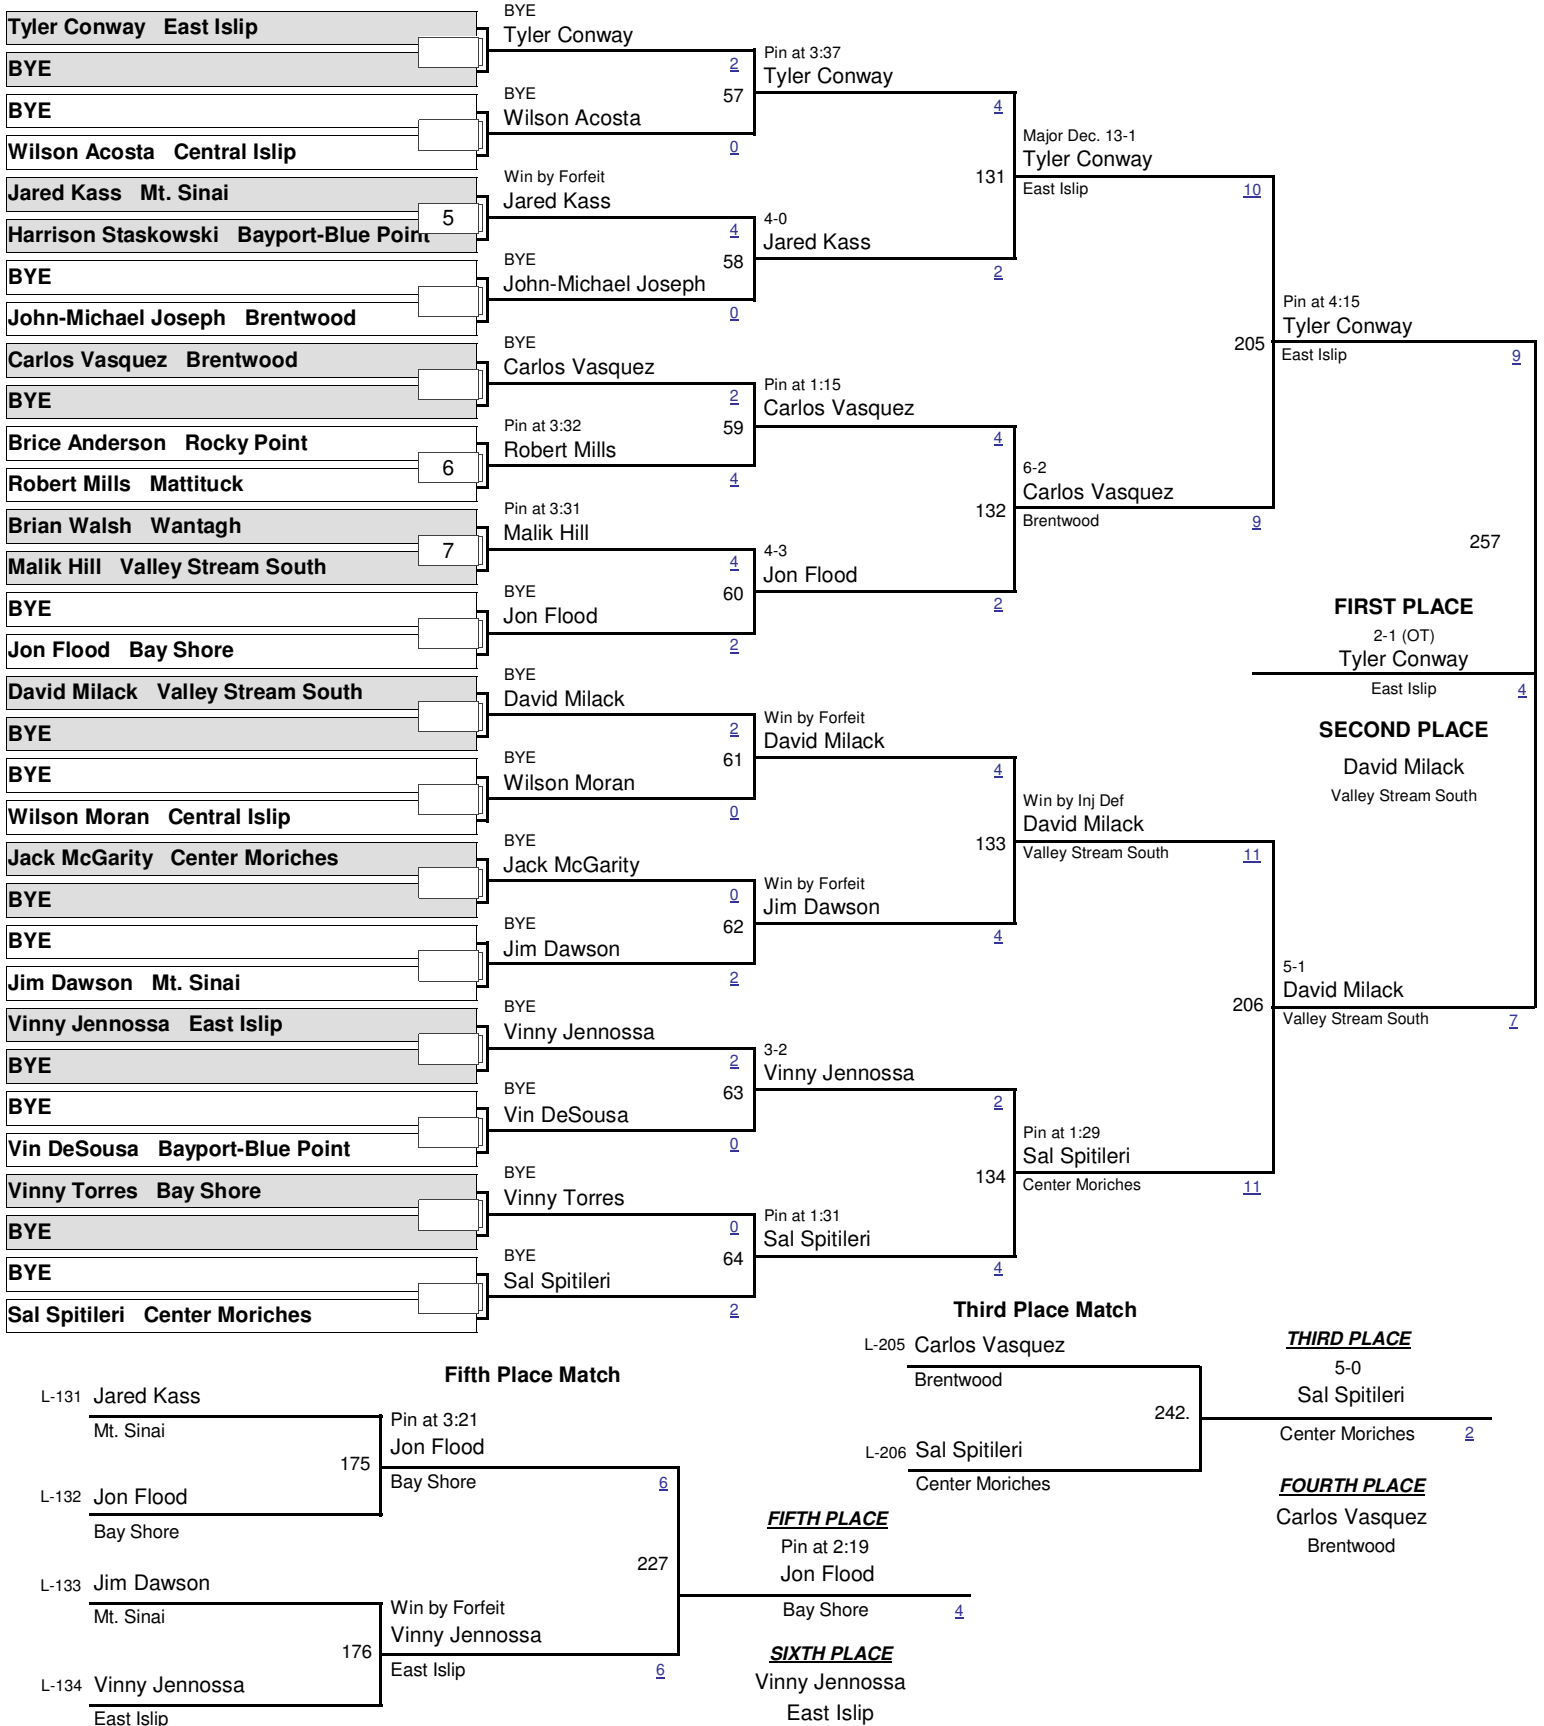 Tyler Conway East Islip
BYE
BYE
Wilson Acosta Central Islip
Jared Kass Mt. Sinai
5
Harrison Staskowski Bayport-Blue Point
BYE
John-Michael Joseph Brentwood
Carlos Vasquez Brentwood
BYE
Brice Anderson Rocky Point
6
Robert Mills Mattituck
Brian Walsh Wantagh
7
Malik Hill Valley Stream South
BYE
Jon Flood Bay Shore
David Milack Valley Stream South
BYE
BYE
Wilson Moran Central Islip
Jack McGarity Center Moriches
BYE
BYE
Jim Dawson Mt. Sinai
Vinny Jennossa East Islip
BYE
BYE
Vin DeSousa Bayport-Blue Point
Vinny Torres Bay Shore
BYE
BYE
Sal Spitileri Center Moriches
BYE
Tyler Conway
2
57
BYE
Wilson Acosta
0
Win by Forfeit
Jared Kass
4
58
BYE
John-Michael Joseph
0
BYE
Carlos Vasquez
2
59
Pin at 3:32
Robert Mills
4
Pin at 3:31
Malik Hill
4
60
BYE
Jon Flood
2
BYE
David Milack
2
61
BYE
Wilson Moran
0
BYE
Jack McGarity
0
62
BYE
Jim Dawson
2
BYE
Vinny Jennossa
2
63
BYE
Vin DeSousa
0
BYE
Vinny Torres
0
64
BYE
Sal Spitileri
2
Pin at 3:37
Tyler Conway
4
131
4-0
Jared Kass
2
Pin at 1:15
Carlos Vasquez
4
132
4-3
Jon Flood
2
Win by Forfeit
David Milack
4
133
Win by Forfeit
Jim Dawson
4
3-2
Vinny Jennossa
2
134
Pin at 1:31
Sal Spitileri
4
Major Dec. 13-1
Tyler Conway
East Islip
10
205
6-2
Carlos Vasquez
Brentwood
9
Win by Inj Def
David Milack
Valley Stream South
11
206
Pin at 1:29
Sal Spitileri
Center Moriches
11
Pin at 4:15
Tyler Conway
East Islip
9
257
5-1
David Milack
Valley Stream South
7
FIRST PLACE
2-1 (OT)
Tyler Conway
East Islip
4
SECOND PLACE
David Milack
Valley Stream South
Third Place Match
L-205 Carlos Vasquez
Brentwood
242.
L-206 Sal Spitileri
Center Moriches
THIRD PLACE
5-0
Sal Spitileri
Center Moriches
2
FOURTH PLACE
Carlos Vasquez
Brentwood
Fifth Place Match
L-131 Jared Kass
Mt. Sinai
175
L-132 Jon Flood
Bay Shore
L-133 Jim Dawson
Mt. Sinai
176
L-134 Vinny Jennossa
East Islip
Pin at 3:21
Jon Flood
Bay Shore
6
227
Win by Forfeit
Vinny Jennossa
East Islip
6
FIFTH PLACE
Pin at 2:19
Jon Flood
Bay Shore
4
SIXTH PLACE
Vinny Jennossa
East Islip